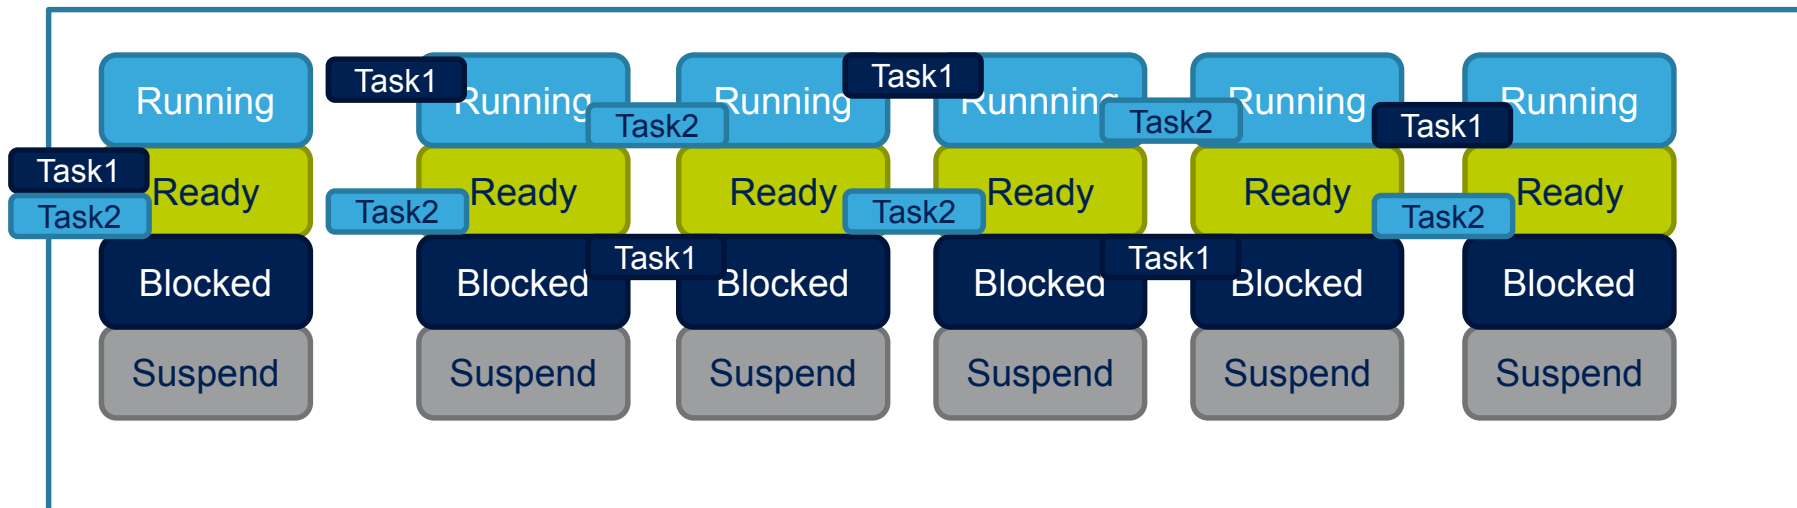 Running
Task1
Task2
Ready
Blocked
Suspend
Task1
Running
Task2
Ready
Blocked
Suspend
Task2
Running
Ready
Task1
Blocked
Suspend
Task1
Runnning
Task2
Ready
Blocked
Suspend
Task2
Running
Ready
Task1
Blocked
Suspend
Task1
Running
Task2
Ready
Blocked
Suspend